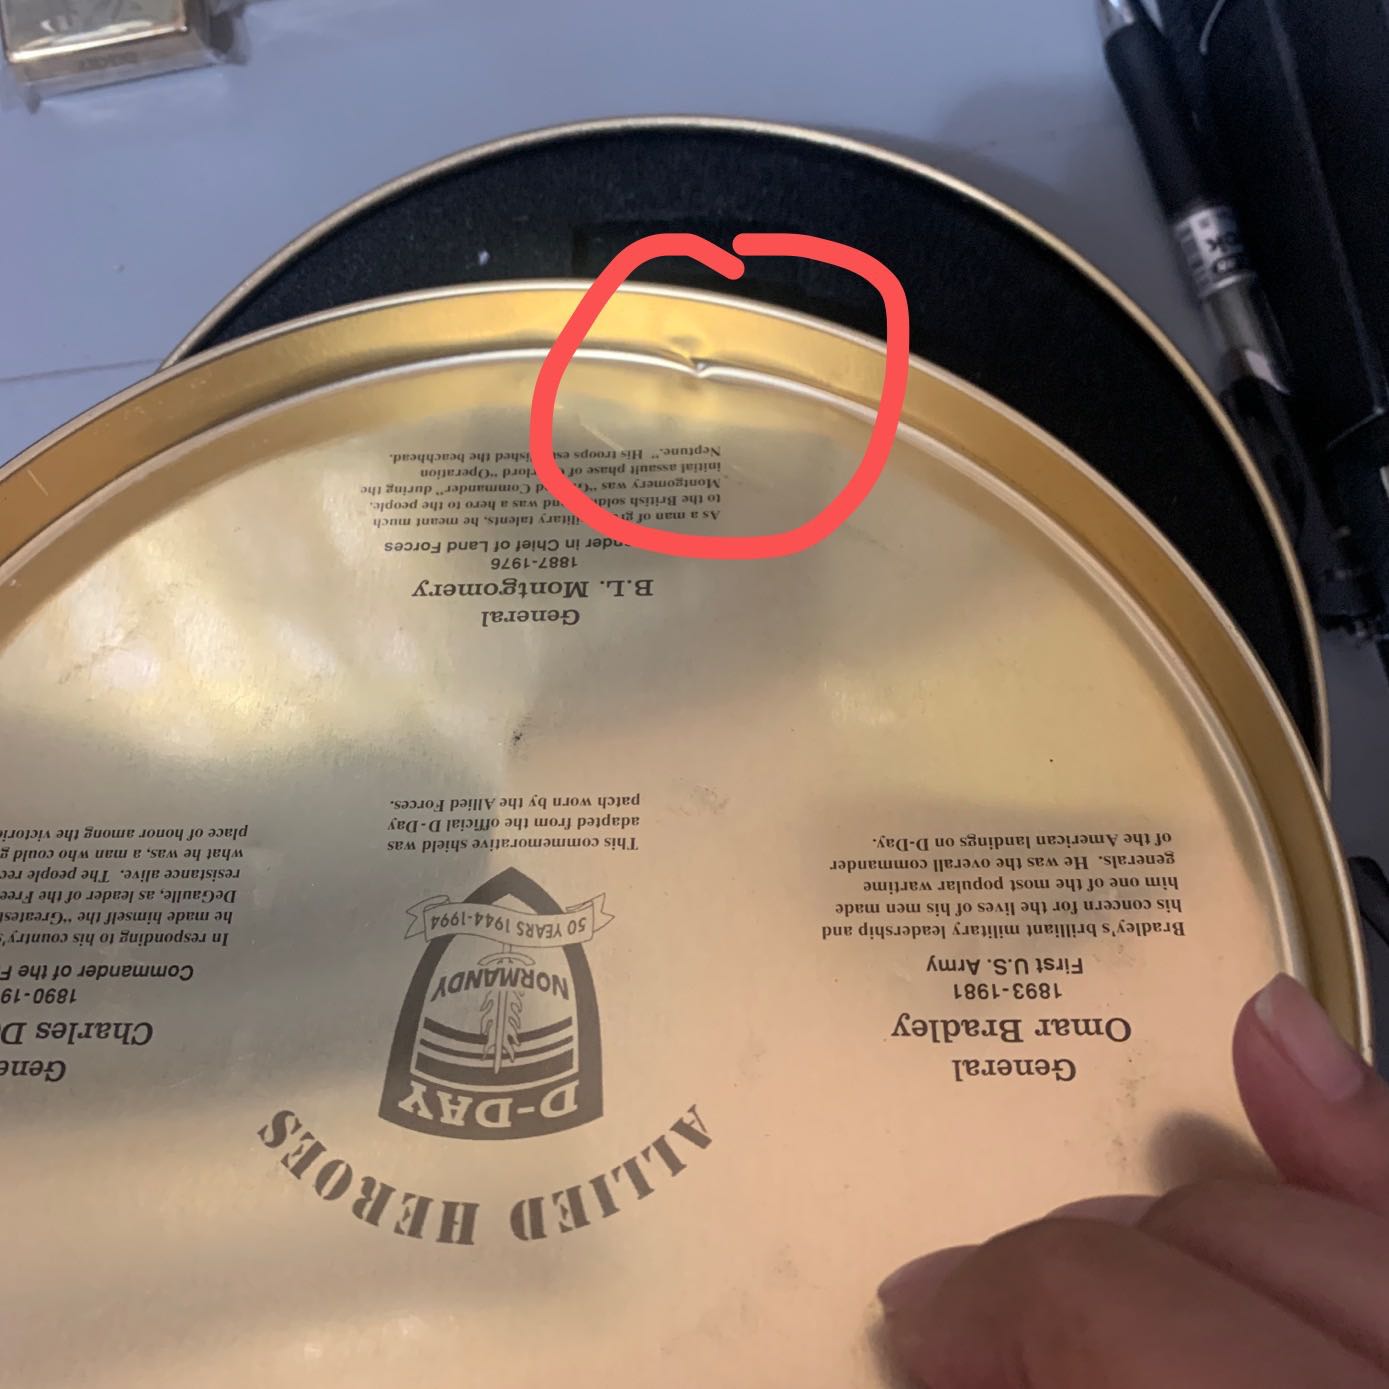 ALLIED HEROES
D-DAY
NORMANDY
50 YEARS 1944-1994
This commemorative shield was
adapted from the official D-Day
patch worn by the Allied Forces.
General
Omar Bradley
1893-1981
First U.S. Army
Bradley's brilliant military leadership and
his concern for the lives of his men made
him one of the most popular wartime
generals. He was the overall commander
of the American landings on D-Day.
General
Charles
1890-19
Commander of the
In responding to his country's
he made himself the "Greatest
DeGaulle, as leader of the Free
resistance alive. The people
what he was, a man who could
place of honor among the
General
B.L. Montgomery
1887-1976
in Chief of Land Forces
As a man of military talents, he meant much
to the British and was a hero to the people.
Montgomery was Commander" during the
initial assault phase of "Operation
Neptune." His troops established the beachhead.